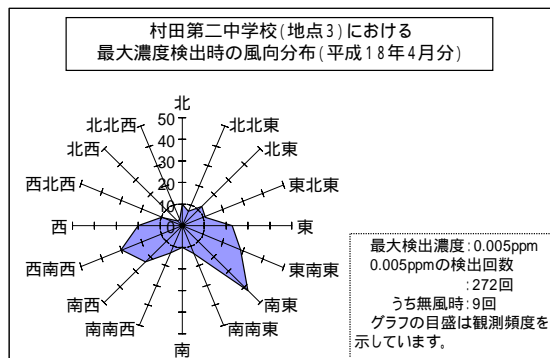 村田第二中学校(地点3)における
最大濃度検出時の風向分布(平成18年4月分)
北
北北東
北東
東北東
東
東南東
南東
南南東
南
南南西
南西
西南西
西
西北西
北西
北北西
50
40
30
20
10
0
最大検出濃度:0.005ppm
0.005ppmの検出回数
:272回
うち無風時:9回
グラフの目盛は観測頻度を
示しています。